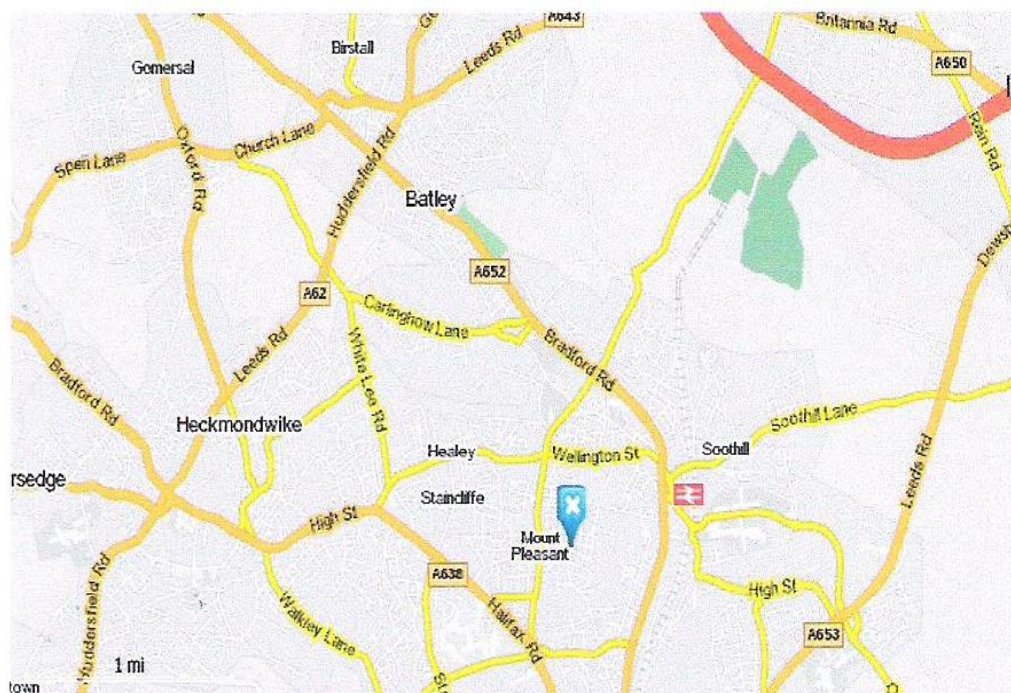 A643
Britannia Rd
Birstall
Leeds Rd
A650
Gomersal
Church Lane
Oxford Rd
Spen Lane
Huddersfield Rd
Batley
A652
A62
Carlinghow Lane
Leeds Rd
White Lee Rd
Bradford Rd
Bradford Rd
Heckmondwike
Soothill Lane
Healey
Wellington St
Soothill
Leeds Rd
rsedge
Staincliffe
High St
Mount
Pleasant
A638
High St
Huddersfield Rd
Walkley Lane
Halifax Rd
A653
1 mi
town